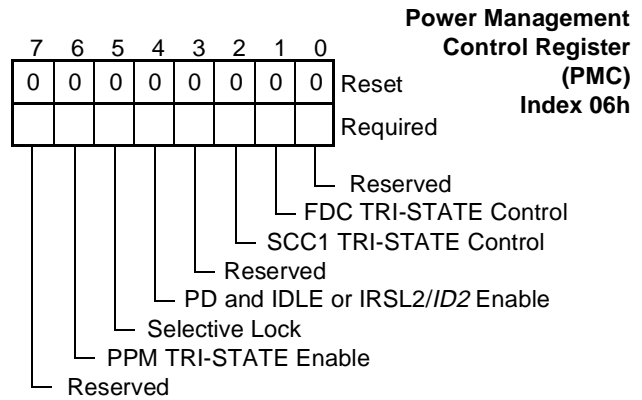 Power Management
Control Register
(PMC)
Index 06h
7 6 5 4 3 2 1 0
0 0 0 0 0 0 0 0 Reset
Required
Reserved
FDC TRI-STATE Control
SCC1 TRI-STATE Control
Reserved
PD and IDLE or IRSL2/ID2 Enable
Selective Lock
PPM TRI-STATE Enable
Reserved